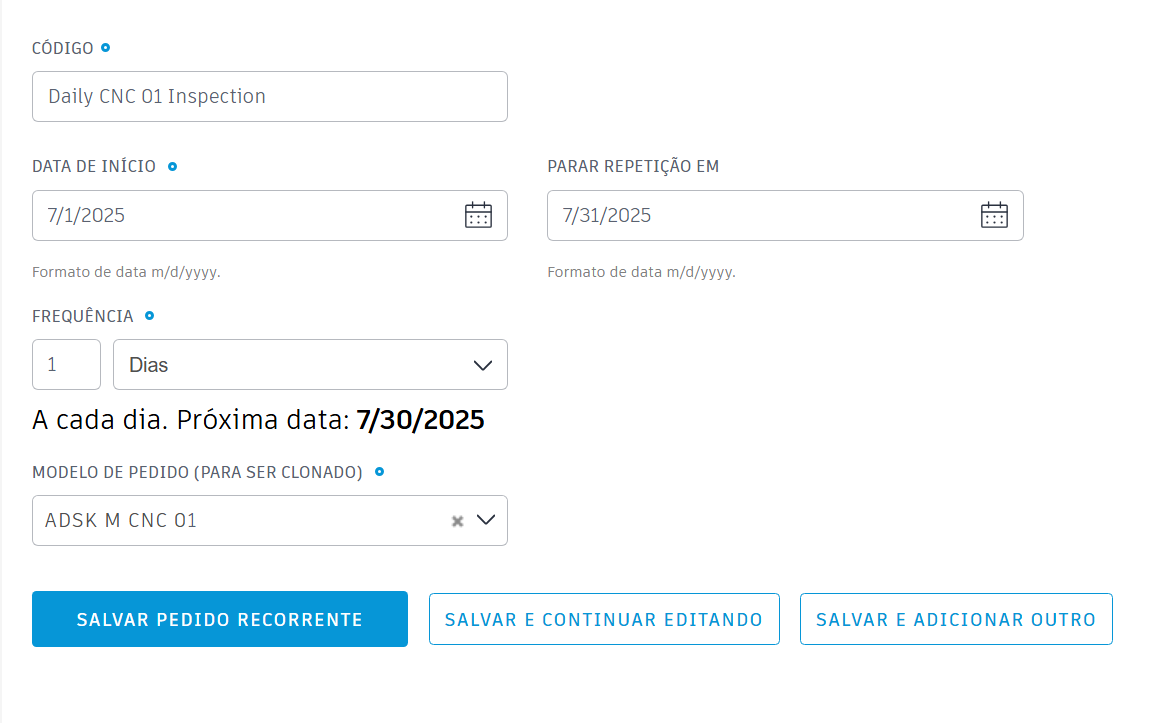 CÓDIGO
Daily CNC 01 Inspection
DATA DE INÍCIO
PARAR REPETIÇÃO EM
7/1/2025
7/31/2025
Formato de data m/d/yyyy.
Formato de data m/d/yyyy.
FREQUÊNCIA
1
Dias
A cada dia. Próxima data: 7/30/2025
MODELO DE PEDIDO (PARA SER CLONADO)
ADSK M CNC 01
SALVAR PEDIDO RECORRENTE
SALVAR E CONTINUAR EDITANDO
SALVAR E ADICIONAR OUTRO